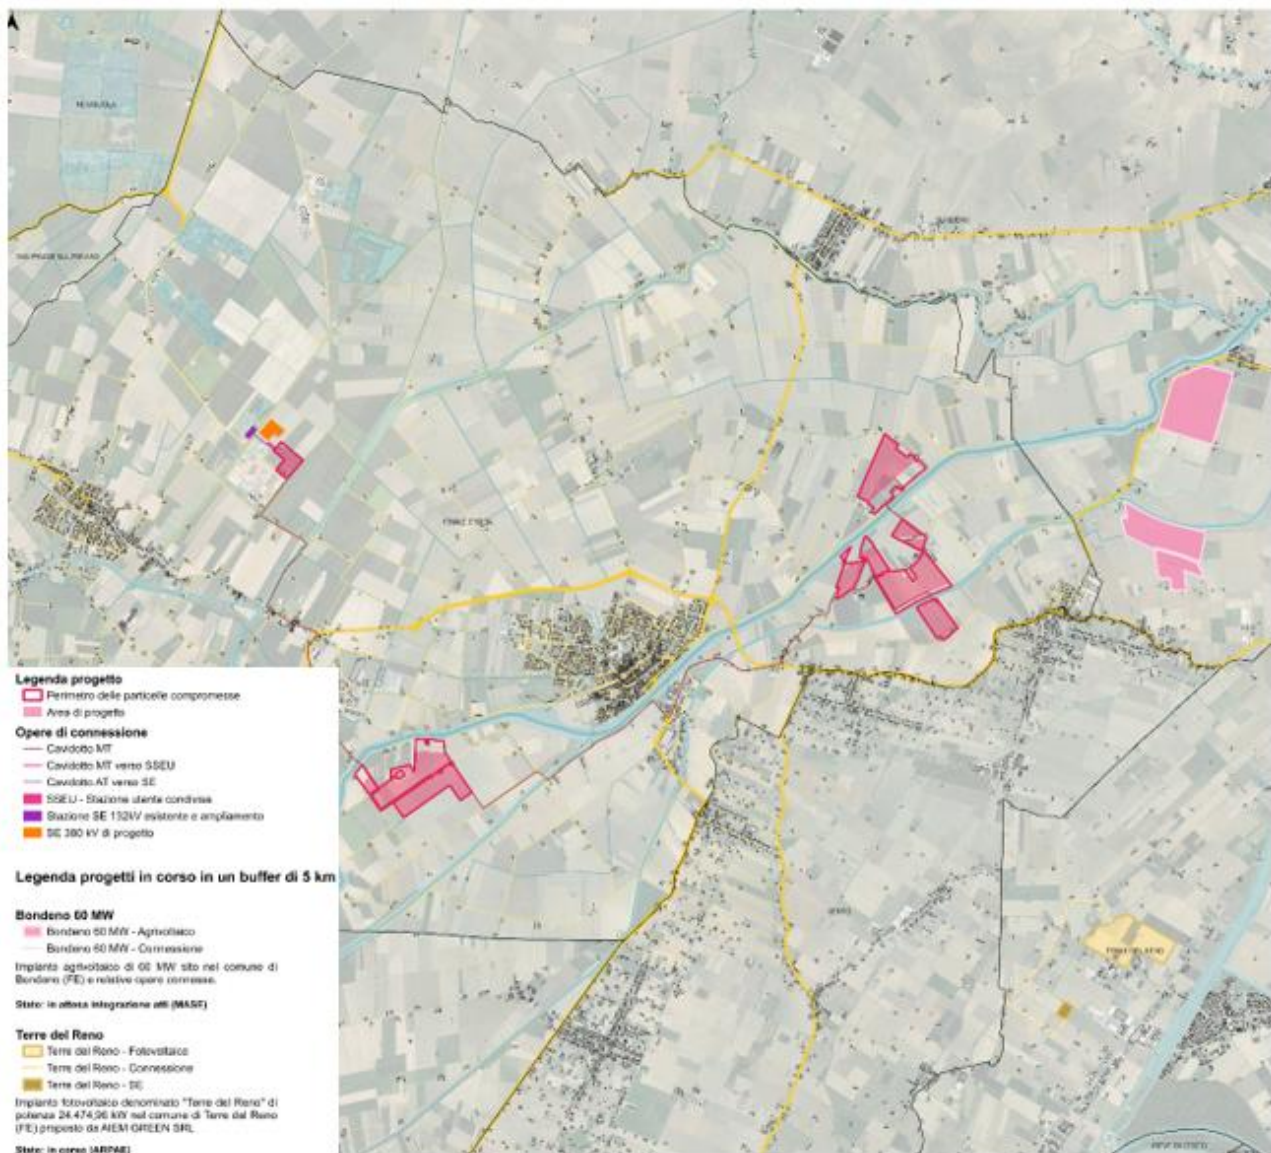 FINALE EMILIA
CENTO
Legenda progetto
Perimetro delle particelle compromesse
Area di progetto
Opere di connessione
Cavidotto MT
Cavidotto MT verso SSEU
Cavidotto AT verso SE
SSEU - Stazione utente condivisa
Stazione SE 132kV esistente e ampliamento
SE 380 kV di progetto
Legenda progetti in corso in un buffer di 5 km
Bondeno 60 MW
Bondeno 60 MW - Agrivoltaico
Bondeno 60 MW - Connessione
Impianto agrivoltaico di 60 MW sito nel comune di
Bondeno (FE) e relative opere connesse.
Stato: in attesa integrazione atti (MASE)
Terre del Reno
Terre del Reno - Fotovoltaico
Terre del Reno - Connessione
Terre del Reno - SE
Impianto fotovoltaico denominato "Terre del Reno" di
potenza 24.474,96 kW nel comune di Terre del Reno
(FE) proposto da AIEM GREEN SRL
Stato: in corso (ARPAE)